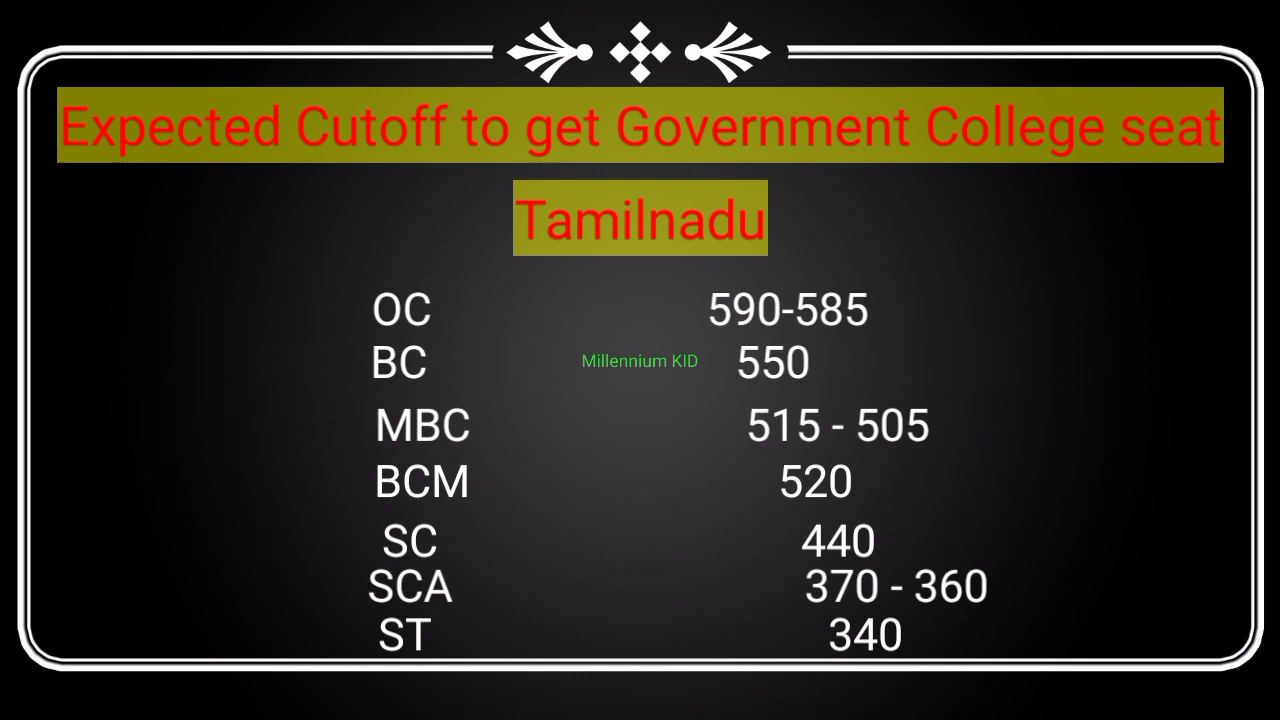 Expected Cutoff to get Government College seat
Tamilnadu
OC 590-585
BC Millennium KID 550
MBC 515 - 505
BCM 520
SC 440
SCA 370 - 360
ST 340